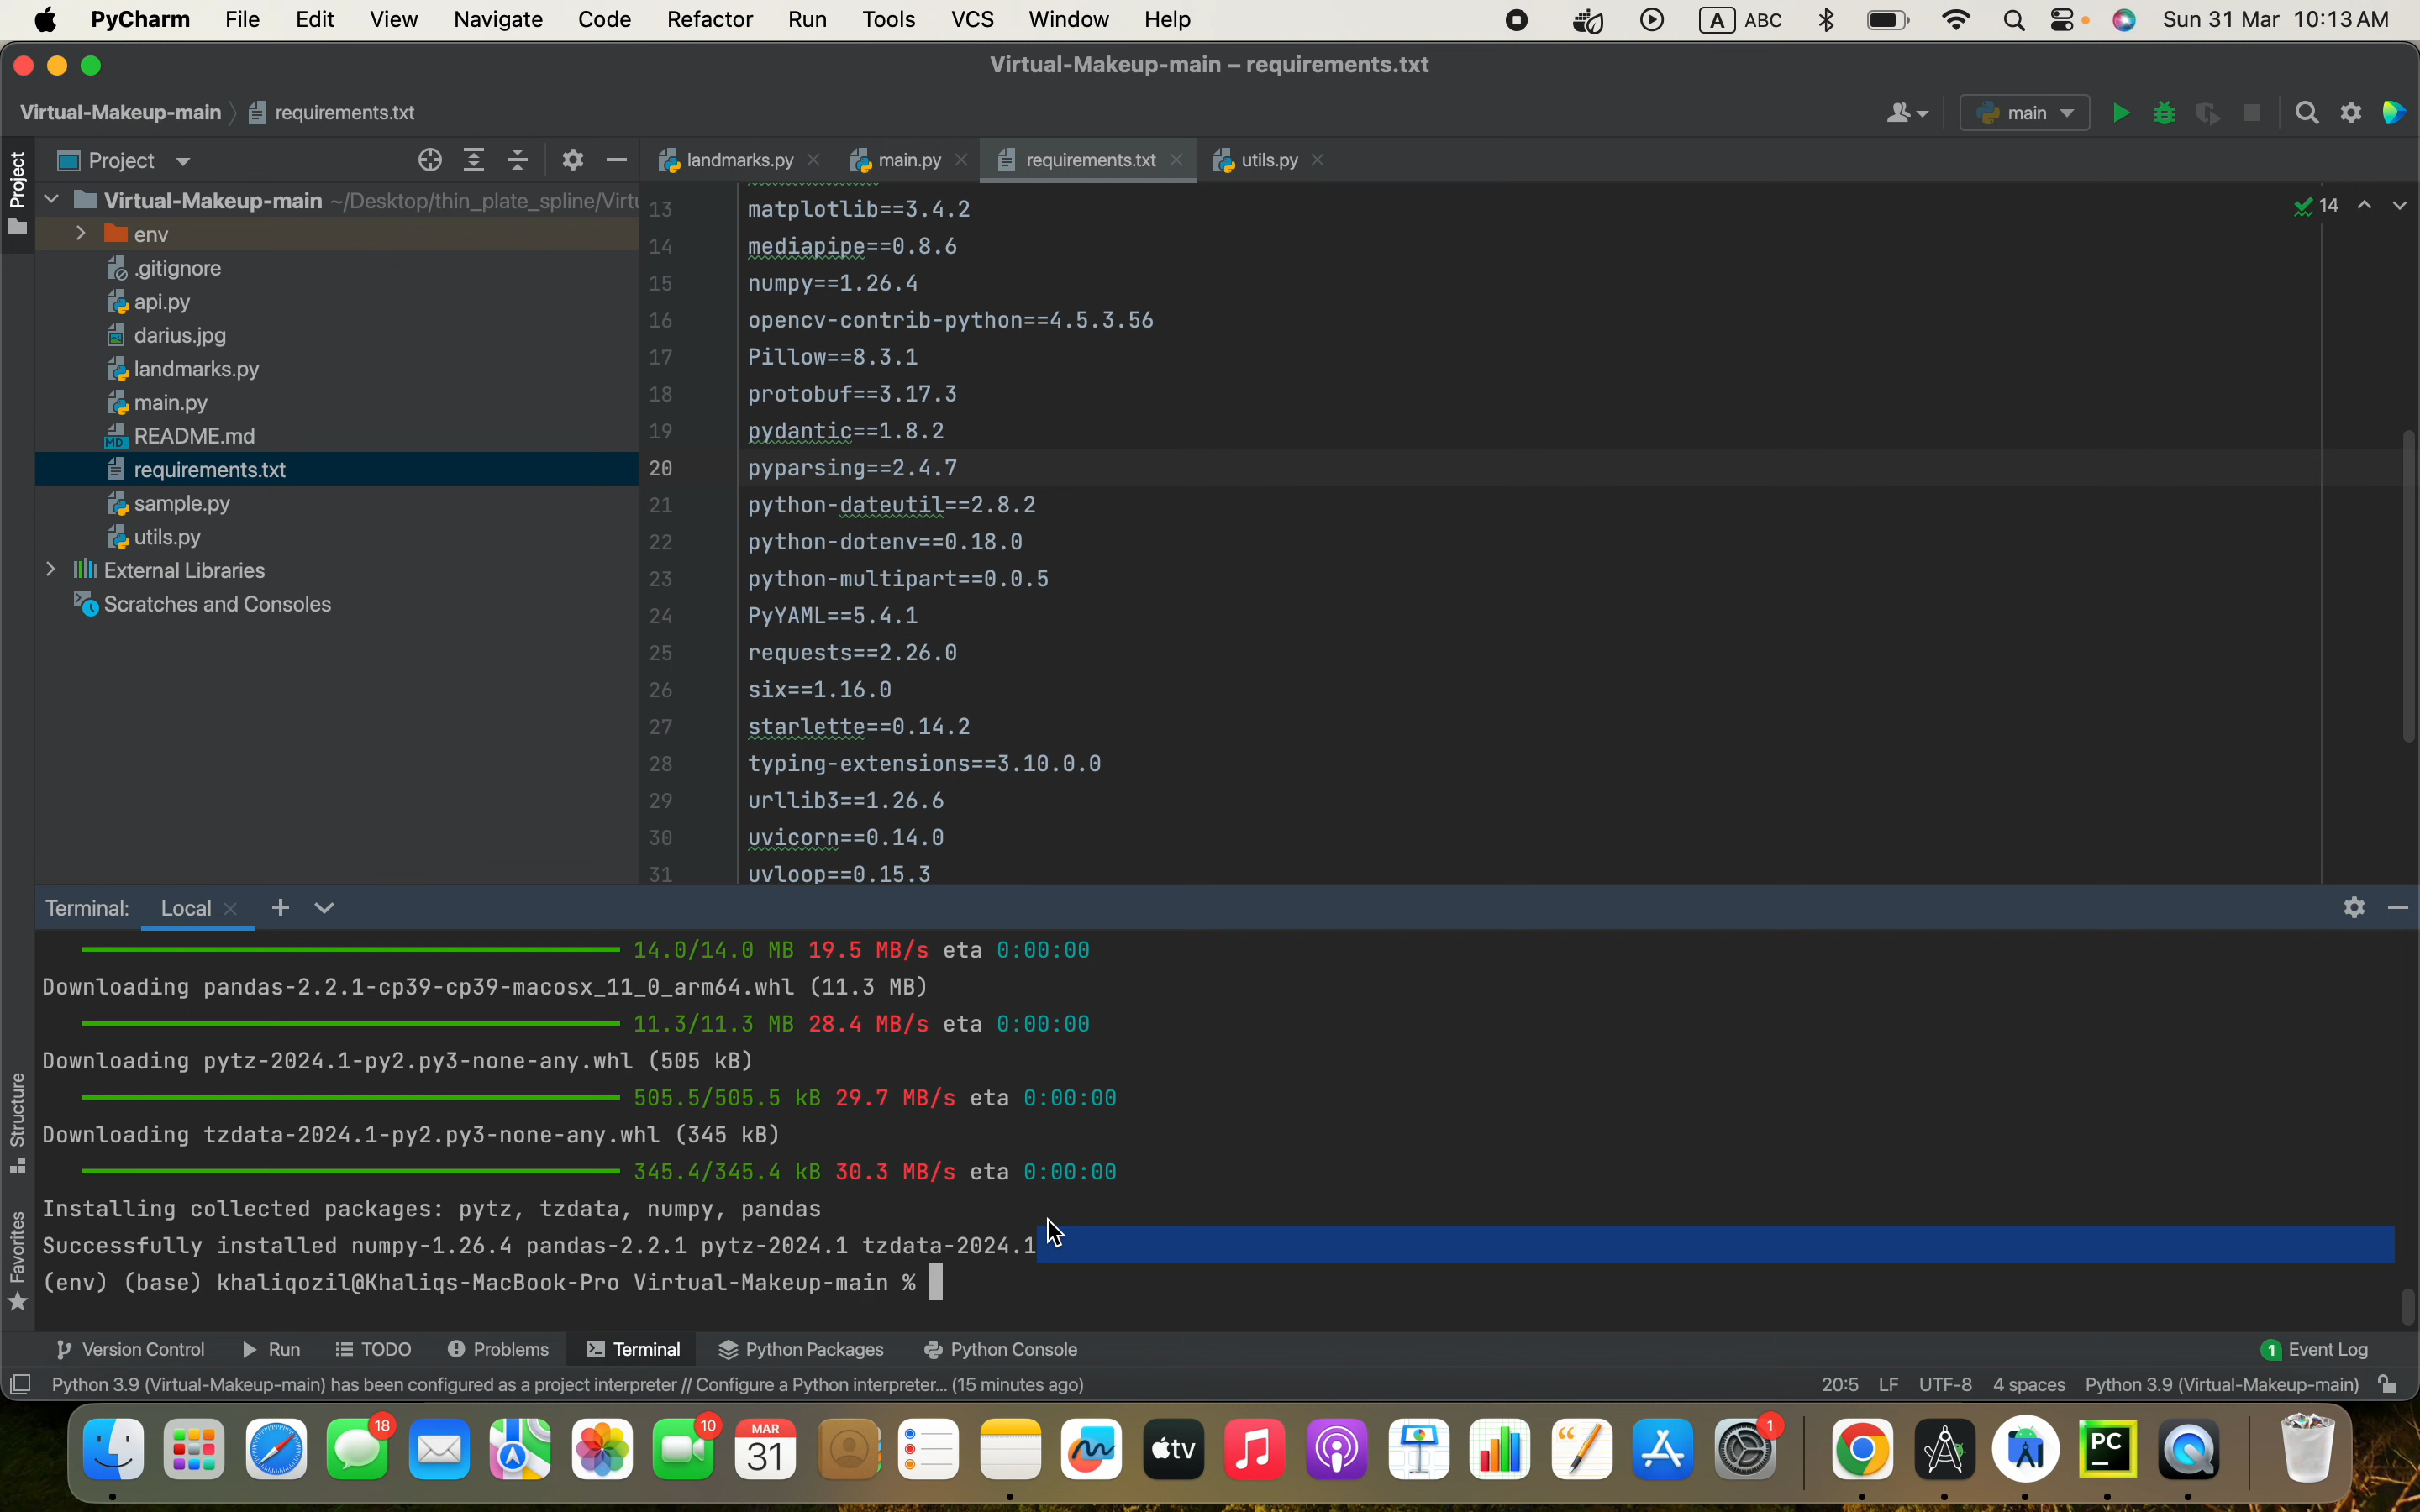 PyCharm File Edit View Navigate Code Refactor Run Tools VCS Window Help A ABC Sun 31 Mar 10:13 AM
Virtual-Makeup-main – requirements.txt
Virtual-Makeup-main requirements.txt main
Project Project landmarks.py main.py requirements.txt utils.py
Virtual-Makeup-main ~/Desktop/thin_plate_spline/Virtu
env
.gitignore
api.py
darius.jpg
landmarks.py
main.py
MD README.md
requirements.txt
sample.py
utils.py
External Libraries
Scratches and Consoles
14
13 matplotlib==3.4.2
14 mediapipe==0.8.6
15 numpy==1.26.4
16 opencv-contrib-python==4.5.3.56
17 Pillow==8.3.1
18 protobuf==3.17.3
19 pydantic==1.8.2
20 pyparsing==2.4.7
21 python-dateutil==2.8.2
22 python-dotenv==0.18.0
23 python-multipart==0.0.5
24 PyYAML==5.4.1
25 requests==2.26.0
26 six==1.16.0
27 starlette==0.14.2
28 typing-extensions==3.10.0.0
29 urllib3==1.26.6
30 uvicorn==0.14.0
31 uvloop==0.15.3
Terminal: Local
14.0/14.0 MB 19.5 MB/s eta 0:00:00
Downloading pandas-2.2.1-cp39-cp39-macosx_11_0_arm64.whl (11.3 MB)
11.3/11.3 MB 28.4 MB/s eta 0:00:00
Downloading pytz-2024.1-py2.py3-none-any.whl (505 kB)
505.5/505.5 kB 29.7 MB/s eta 0:00:00
Downloading tzdata-2024.1-py2.py3-none-any.whl (345 kB)
345.4/345.4 kB 30.3 MB/s eta 0:00:00
Installing collected packages: pytz, tzdata, numpy, pandas
Successfully installed numpy-1.26.4 pandas-2.2.1 pytz-2024.1 tzdata-2024.1
(env) (base) khaliqozil@Khaliqs-MacBook-Pro Virtual-Makeup-main %
Structure
Favorites
Version Control Run TODO Problems Terminal Python Packages Python Console 1 Event Log
Python 3.9 (Virtual-Makeup-main) has been configured as a project interpreter // Configure a Python interpreter... (15 minutes ago) 20:5 LF UTF-8 4 spaces Python 3.9 (Virtual-Makeup-main)
18 10 MAR 31 tv 1 PC